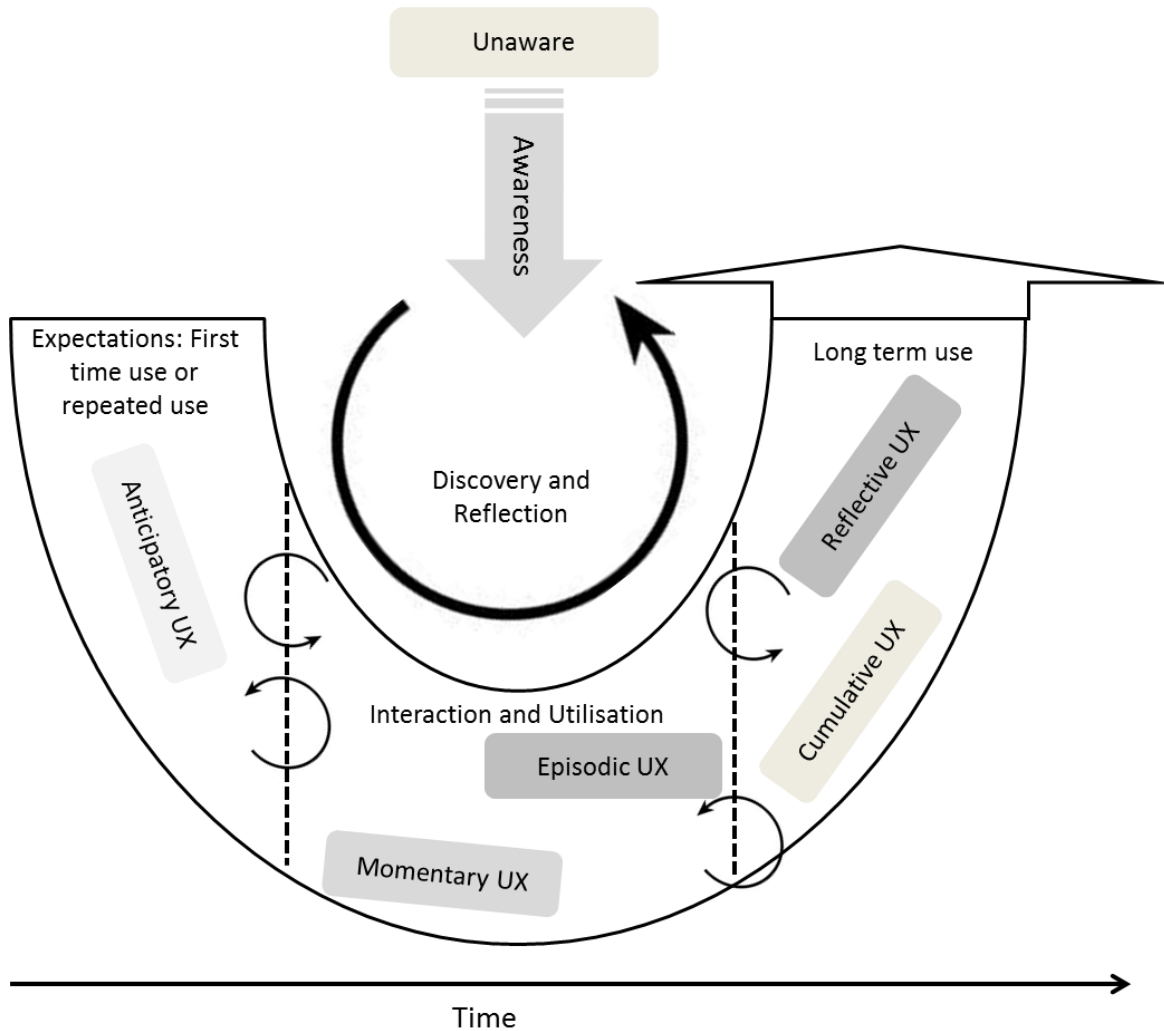 Unaware
Awareness
Expectations: First
time use or
repeated use
Long term use
Discovery and
Reflection
Anticipatory UX
Reflective UX
Interaction and Utilisation
Cumulative UX
Episodic UX
Momentary UX
Time